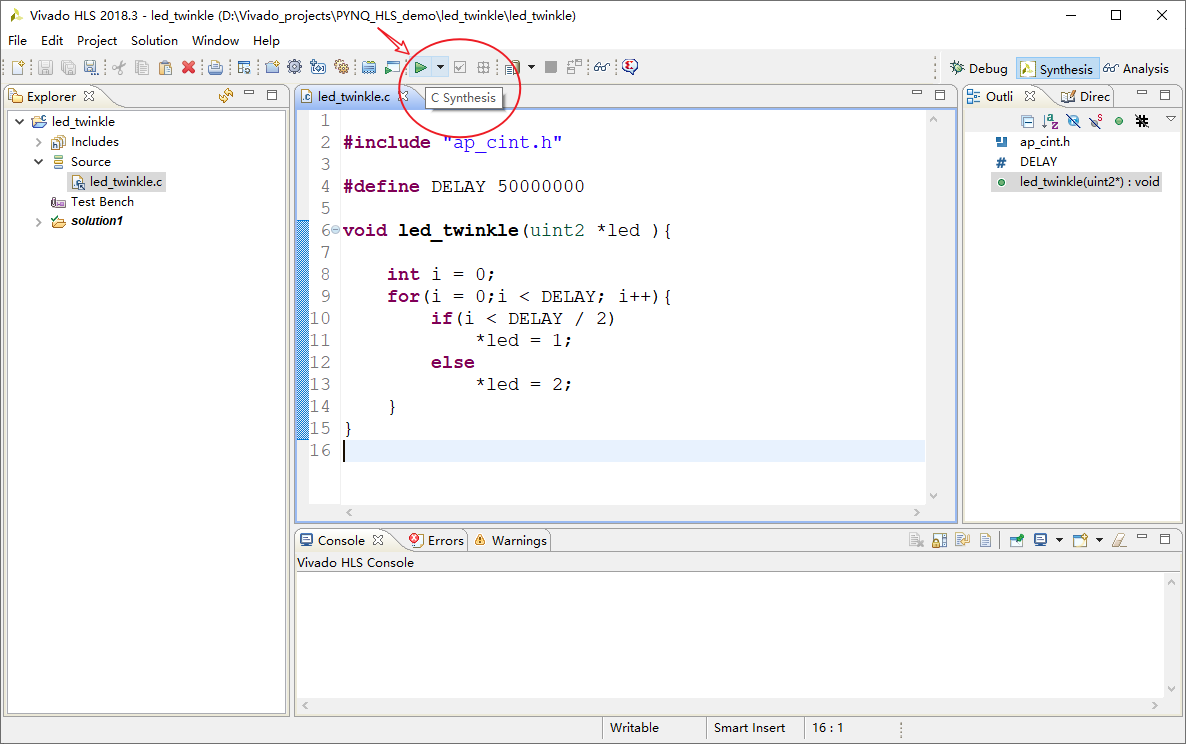 Vivado HLS 2018.3 - led_twinkle (D:\Vivado_projects\PYNQ_HLS_demo\led_twinkle\led_twinkle)
File Edit Project Solution Window Help
Debug Synthesis Analysis
Explorer
led_twinkle
Includes
Source
led_twinkle.c
Test Bench
solution1
led_twinkle.c
C Synthesis
1
2 #include "ap_cint.h"
3
4 #define DELAY 50000000
5
6 void led_twinkle(uint2 *led ){
7
8 int i = 0;
9 for(i = 0;i < DELAY; i++){
10 if(i < DELAY / 2)
11 *led = 1;
12 else
13 *led = 2;
14 }
15 }
16
Outli Direc
ap_cint.h
DELAY
led_twinkle(uint2*) : void
Console Errors Warnings
Vivado HLS Console
Writable Smart Insert 16 : 1